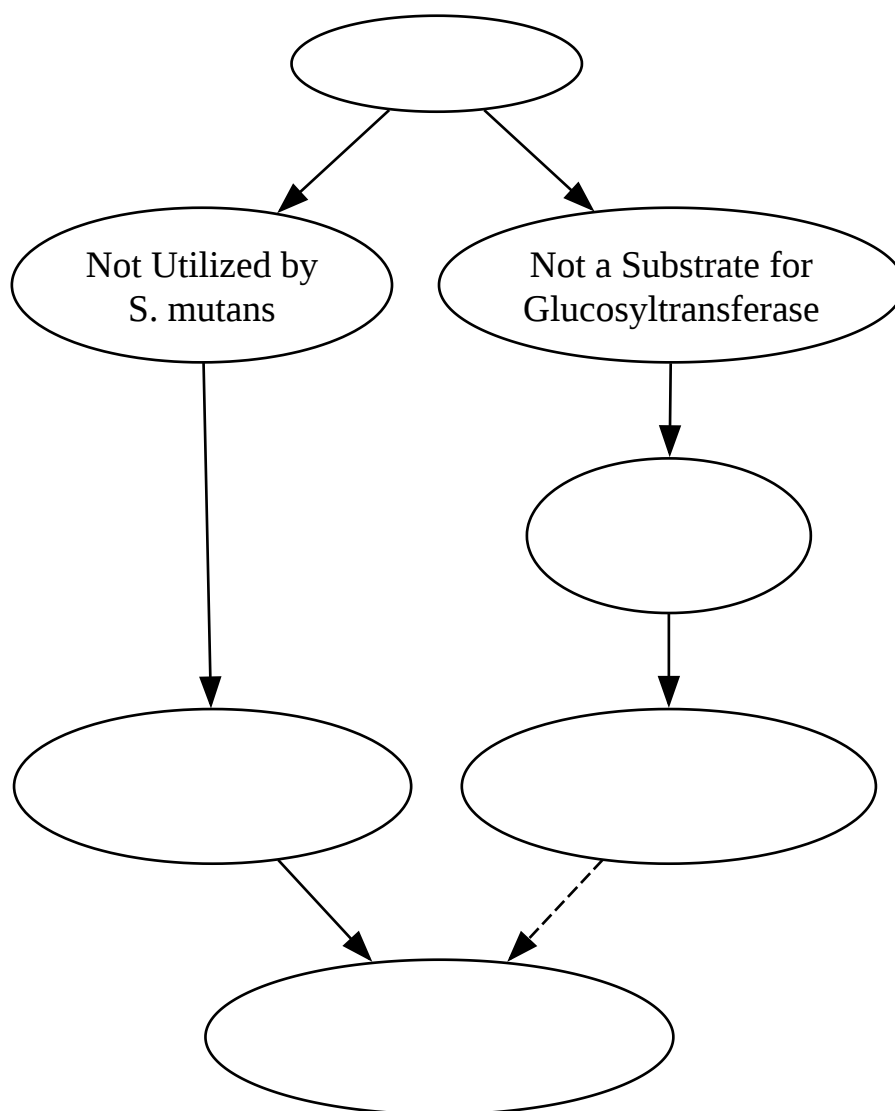 Not Utilized by
S. mutans
Not a Substrate for
Glucosyltransferase